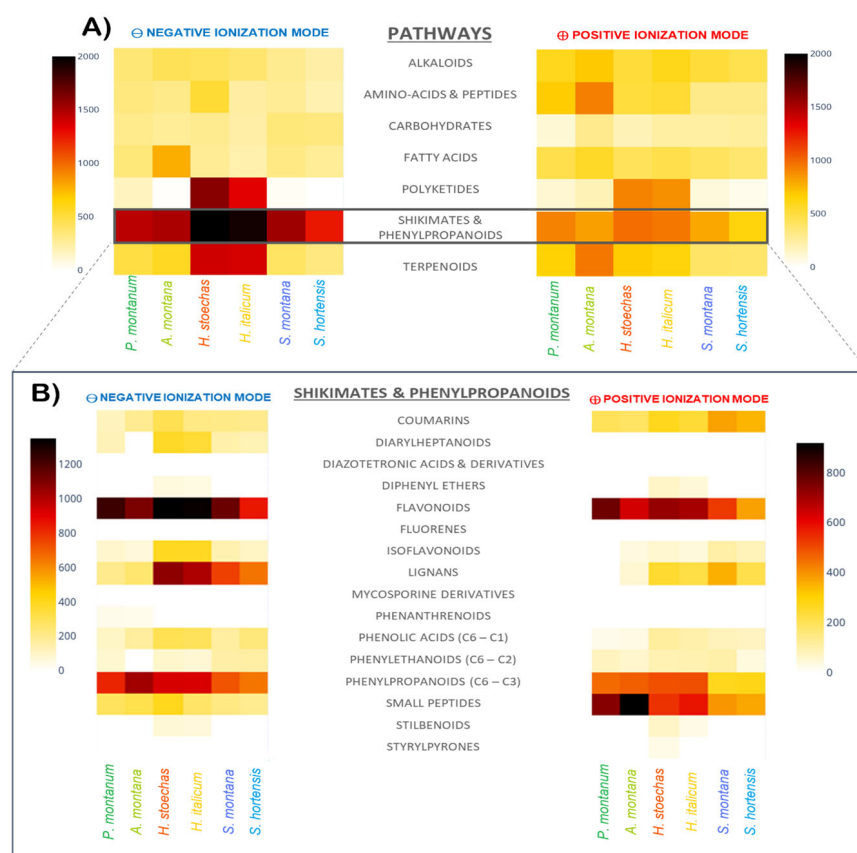 A)
⊖ NEGATIVE IONIZATION MODE
PATHWAYS
⊕ POSITIVE IONIZATION MODE
2000
1500
1000
500
0
ALKALOIDS
AMINO-ACIDS & PEPTIDES
CARBOHYDRATES
FATTY ACIDS
POLYKETIDES
SHIKIMATES &
PHENYLPROPANOIDS
TERPENOIDS
2000
1500
1000
500
0
P. montanum
A. montana
H. stoechas
H. italicum
S. montana
S. hortensis
P. montanum
A. montana
H. stoechas
H. italicum
S. montana
S. hortensis
B)
⊖ NEGATIVE IONIZATION MODE
SHIKIMATES & PHENYLPROPANOIDS
⊕ POSITIVE IONIZATION MODE
1200
1000
800
600
400
200
0
COUMARINS
DIARYLHEPTANOIDS
DIAZOTETRONIC ACIDS & DERIVATIVES
DIPHENYL ETHERS
FLAVONOIDS
FLUORENES
ISOFLAVONOIDS
LIGNANS
MYCOSPORINE DERIVATIVES
PHENANTHRENOIDS
PHENOLIC ACIDS (C6 – C1)
PHENYLETHANOIDS (C6 – C2)
PHENYLPROPANOIDS (C6 – C3)
SMALL PEPTIDES
STILBENOIDS
STYRYLPYRONES
800
600
400
200
0
P. montanum
A. montana
H. stoechas
H. italicum
S. montana
S. hortensis
P. montanum
A. montana
H. stoechas
H. italicum
S. montana
S. hortensis